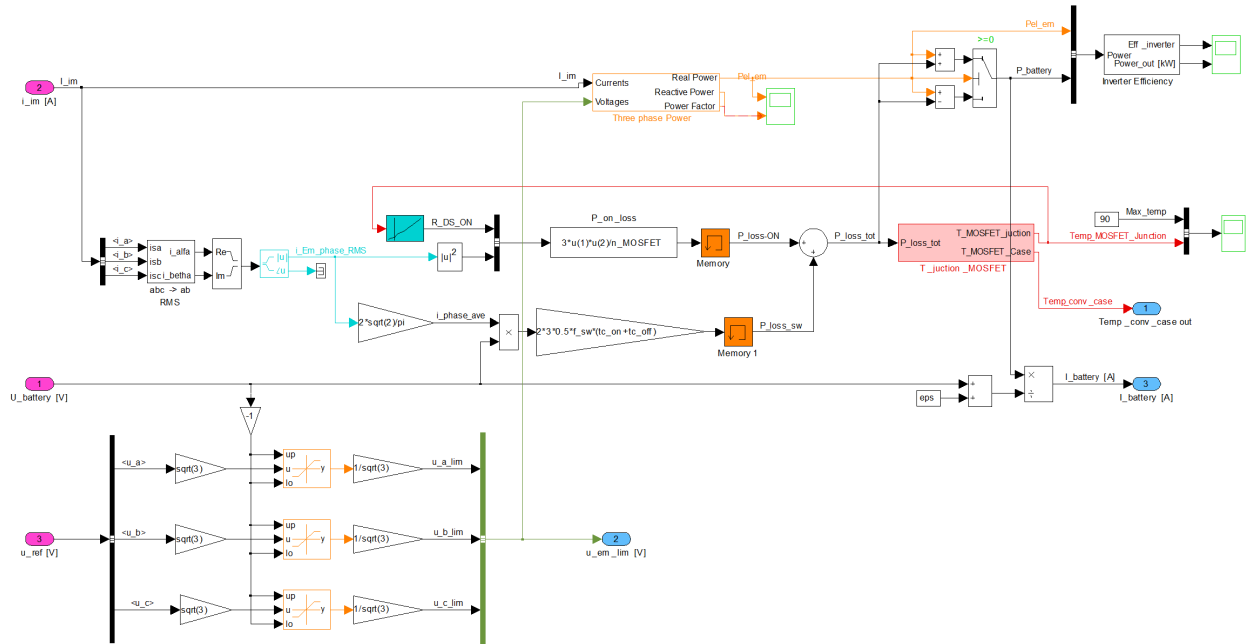 Pel_em
>=0
Eff _inverter
Power
Power_out [kW]
Inverter Efficiency
P_battery
I_im
2
i_im [A]
I_im
Currents
Voltages
Real Power
Reactive Power
Power Factor
Three phase Power
Pel_em
+
+
+
−
R_DS_ON
P_on_loss
3*u(1)*u(2)/n_MOSFET
P_loss-ON
Memory
+
+
P_loss_tot
P_loss_tot
T_MOSFET_juction
T_MOSFET_Case
T _juction _MOSFET
90
Max_temp
Temp_MOSFET_Junction
<i_a>
<i_b>
<i_c>
isa
isb
isc
i_alfa
i_betha
abc -> ab
RMS
Re
Im
|u|
∠u
i_Em_phase_RMS
|u|2
Temp_conv_case
1
Temp _conv _case out
2*sqrt(2)/pi
i_phase_ave
×
2*3*0.5*f_sw*(tc_on +tc_off )
P_loss_sw
Memory 1
1
U_battery [V]
-1
eps
+
+
×
÷
I_battery [A]
3
I_battery [A]
<u_a>
sqrt(3)
up
u
lo
y
1/sqrt(3)
u_a_lim
3
u_ref [V]
<u_b>
sqrt(3)
up
u
lo
y
1/sqrt(3)
u_b_lim
2
u_em _lim [V]
<u_c>
sqrt(3)
up
u
lo
y
1/sqrt(3)
u_c_lim